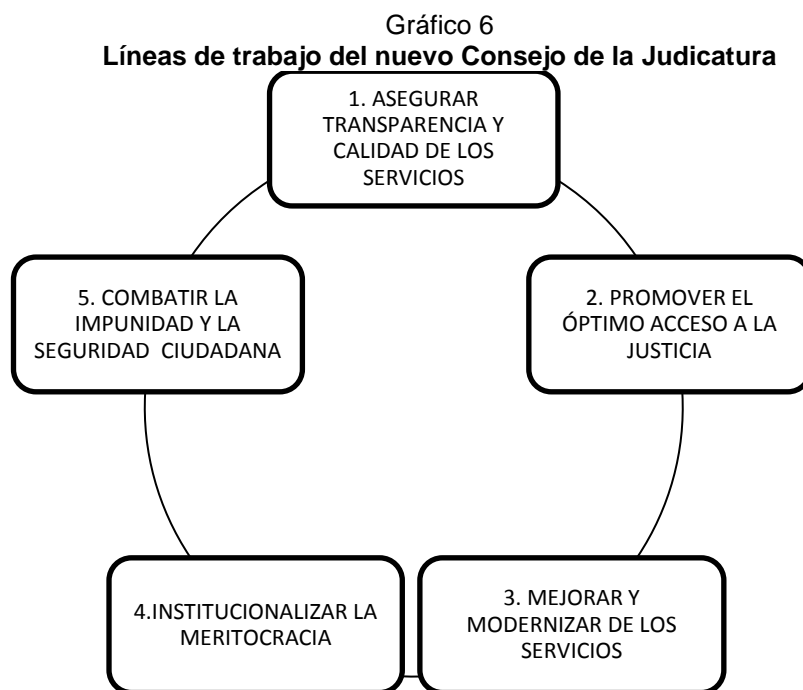 Gráfico 6
Líneas de trabajo del nuevo Consejo de la Judicatura
1. ASEGURAR
TRANSPARENCIA Y
CALIDAD DE LOS
SERVICIOS
2. PROMOVER EL
ÓPTIMO ACCESO A LA
JUSTICIA
3. MEJORAR Y
MODERNIZAR DE LOS
SERVICIOS
4.INSTITUCIONALIZAR LA
MERITOCRACIA
5. COMBATIR LA
IMPUNIDAD Y LA
SEGURIDAD CIUDADANA